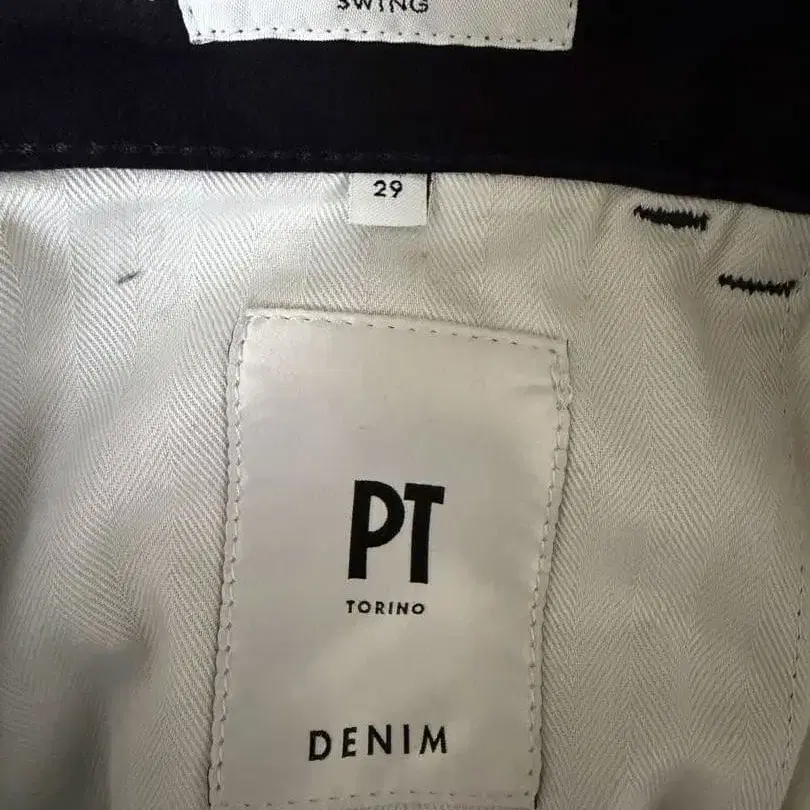 SWING
29
PT
TORINO
DENIM